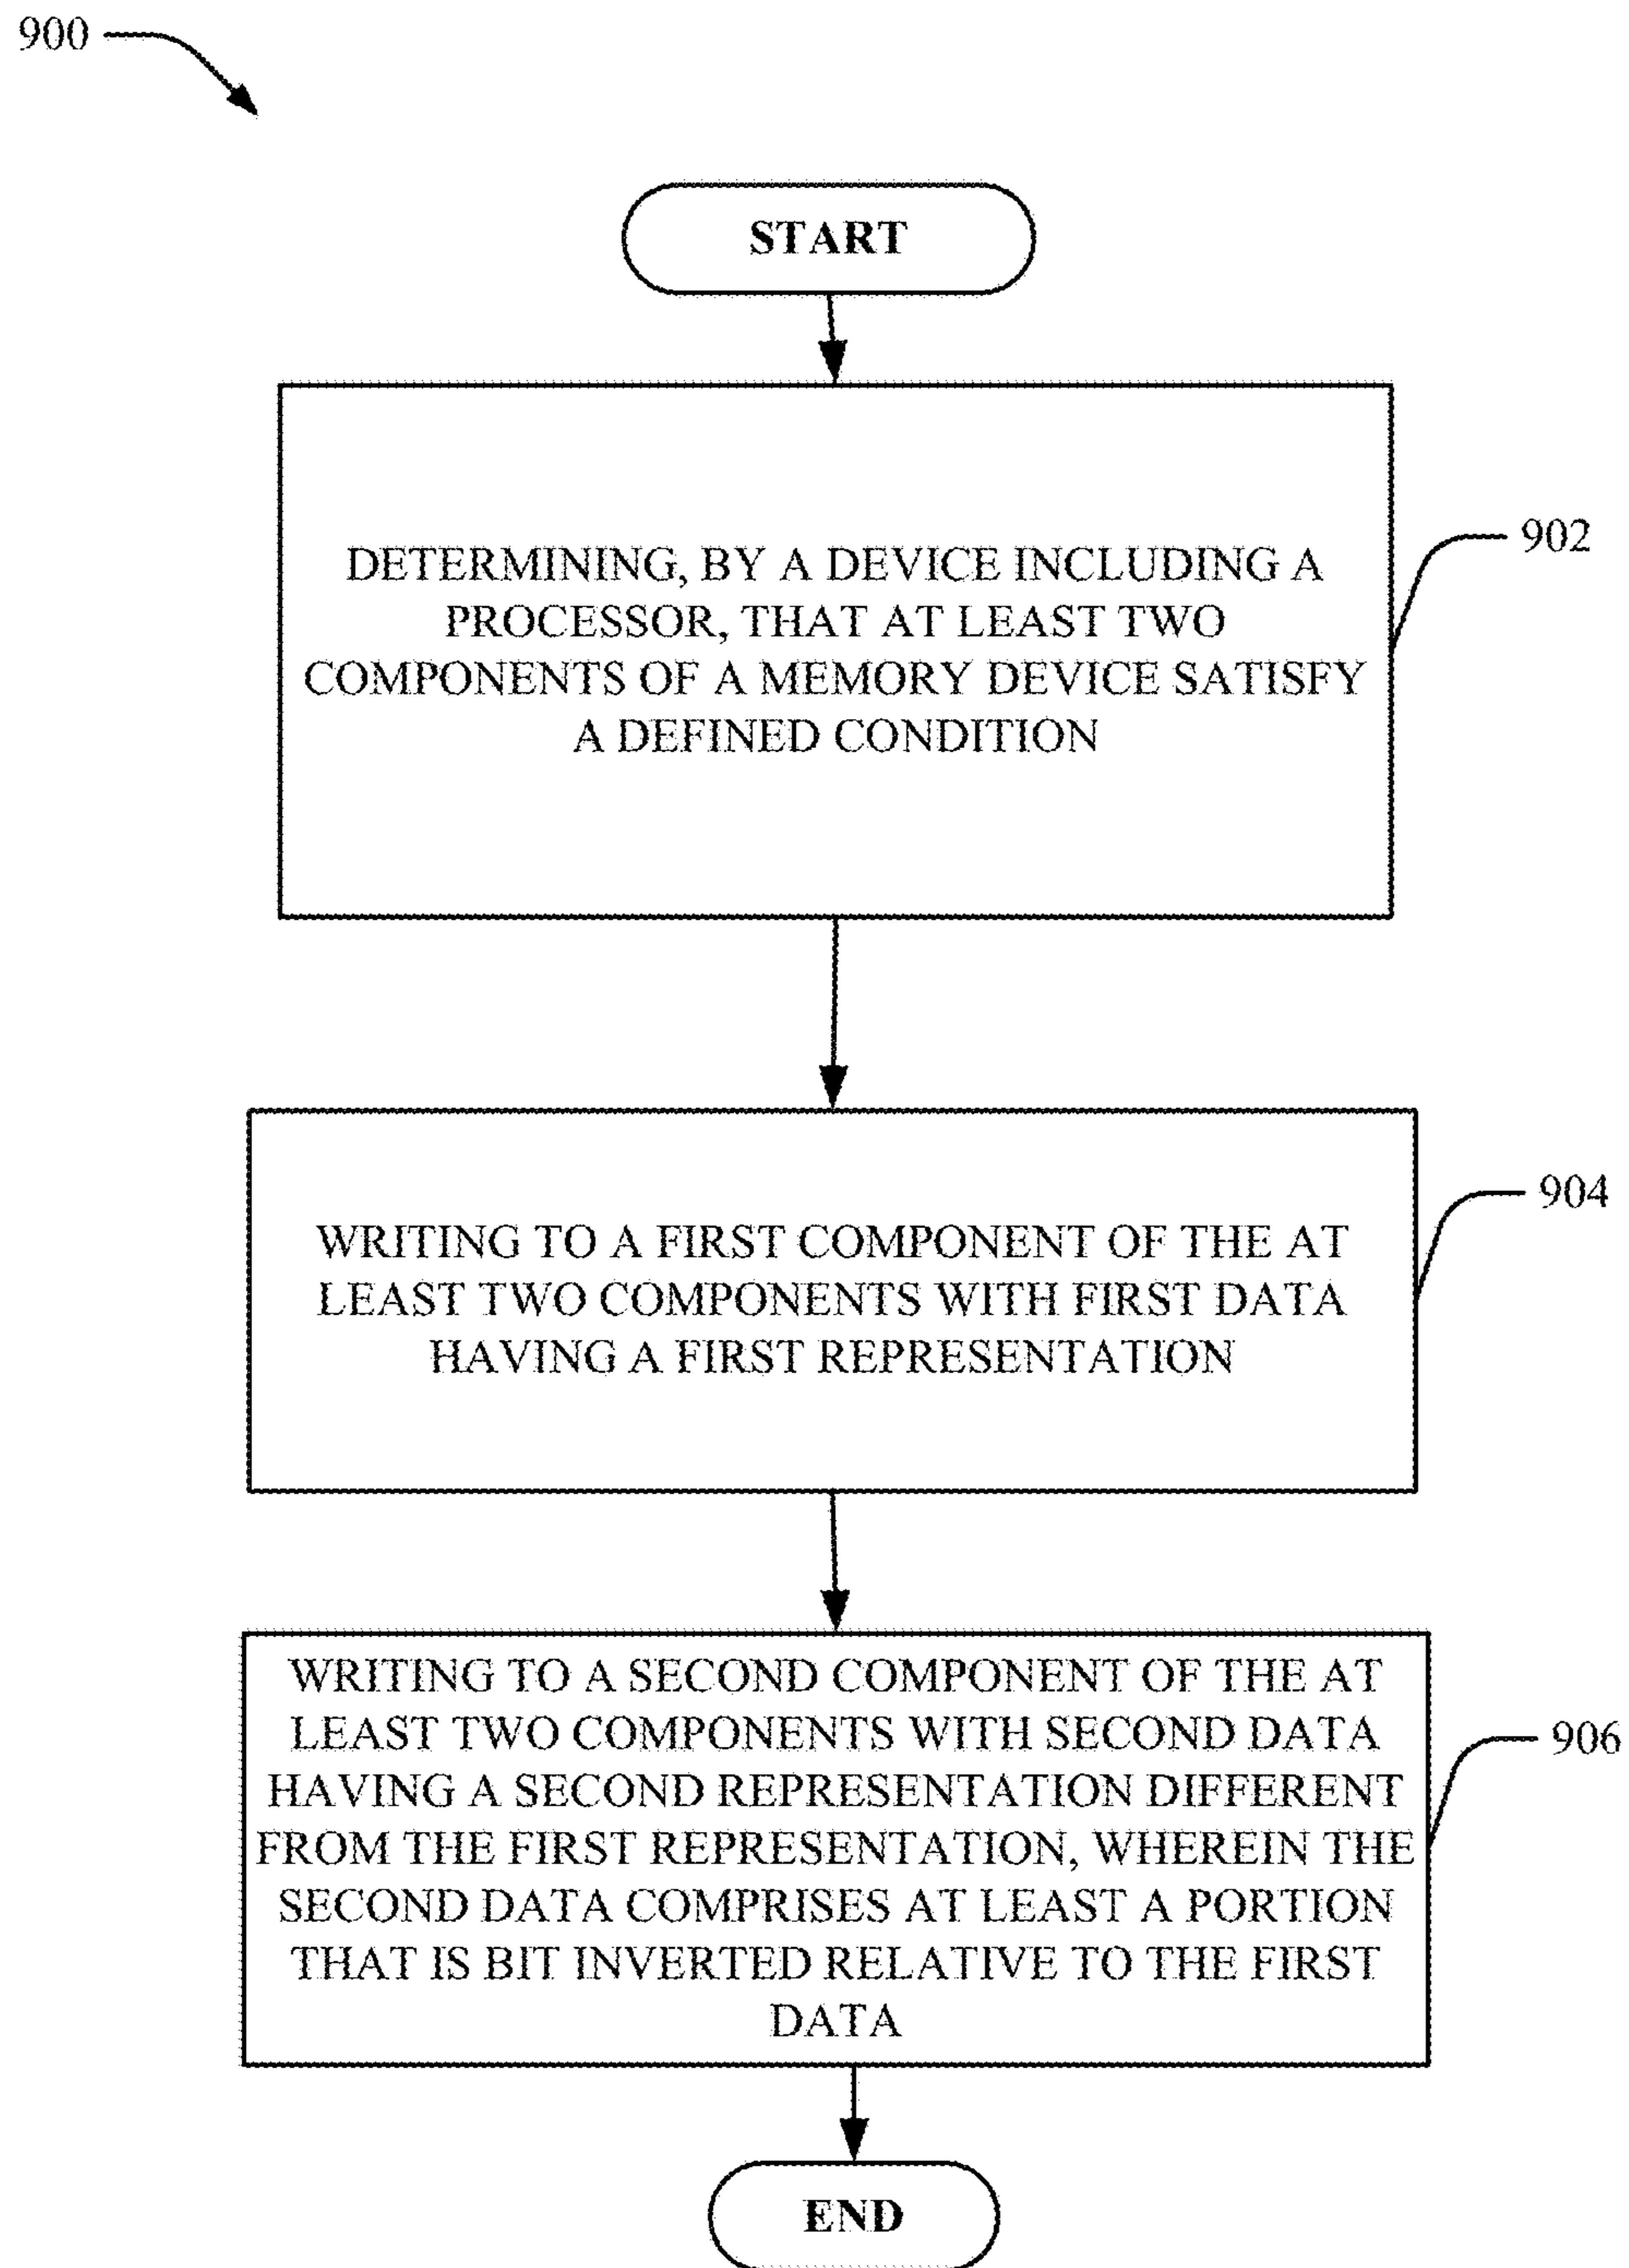 900
START
DETERMINING, BY A DEVICE INCLUDING A
PROCESSOR, THAT AT LEAST TWO
COMPONENTS OF A MEMORY DEVICE SATISFY
A DEFINED CONDITION
902
WRITING TO A FIRST COMPONENT OF THE AT
LEAST TWO COMPONENTS WITH FIRST DATA
HAVING A FIRST REPRESENTATION
904
WRITING TO A SECOND COMPONENT OF THE AT
LEAST TWO COMPONENTS WITH SECOND DATA
HAVING A SECOND REPRESENTATION DIFFERENT
FROM THE FIRST REPRESENTATION, WHEREIN THE
SECOND DATA COMPRISES AT LEAST A PORTION
THAT IS BIT INVERTED RELATIVE TO THE FIRST
DATA
906
END